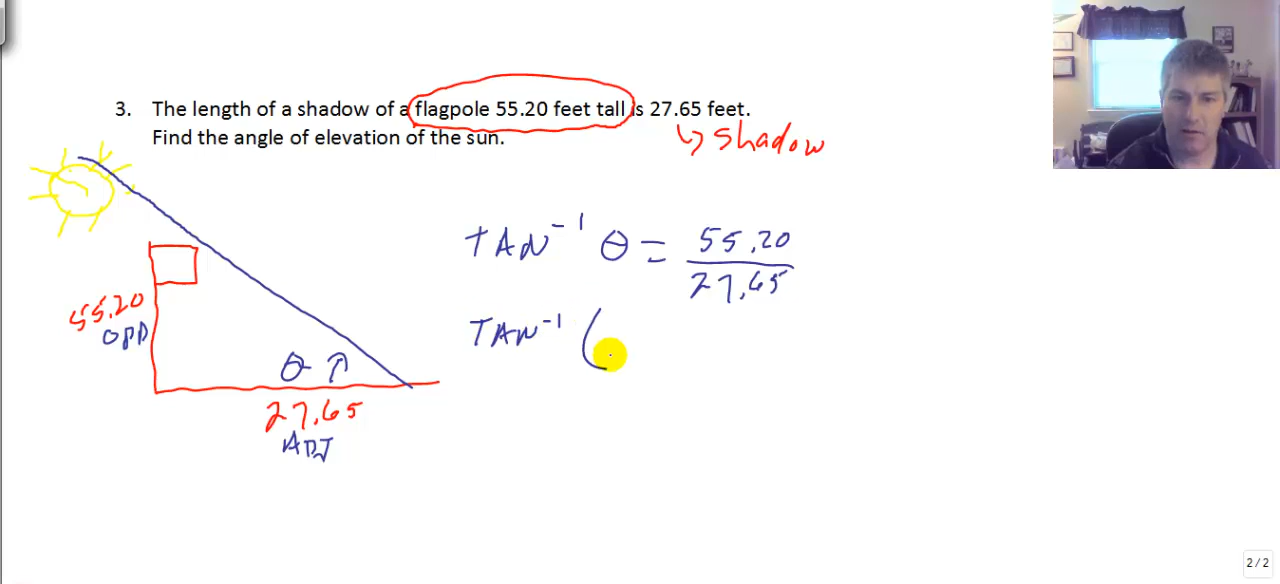 3. The length of a shadow of a flagpole 55.20 feet tall is 27.65 feet.
Find the angle of elevation of the sun.
↳ shadow
TAN⁻¹ θ = 55.20
27.65
TAN⁻¹ (
55.20
OPP
θ ↑
27.65
ADJ
2 / 2